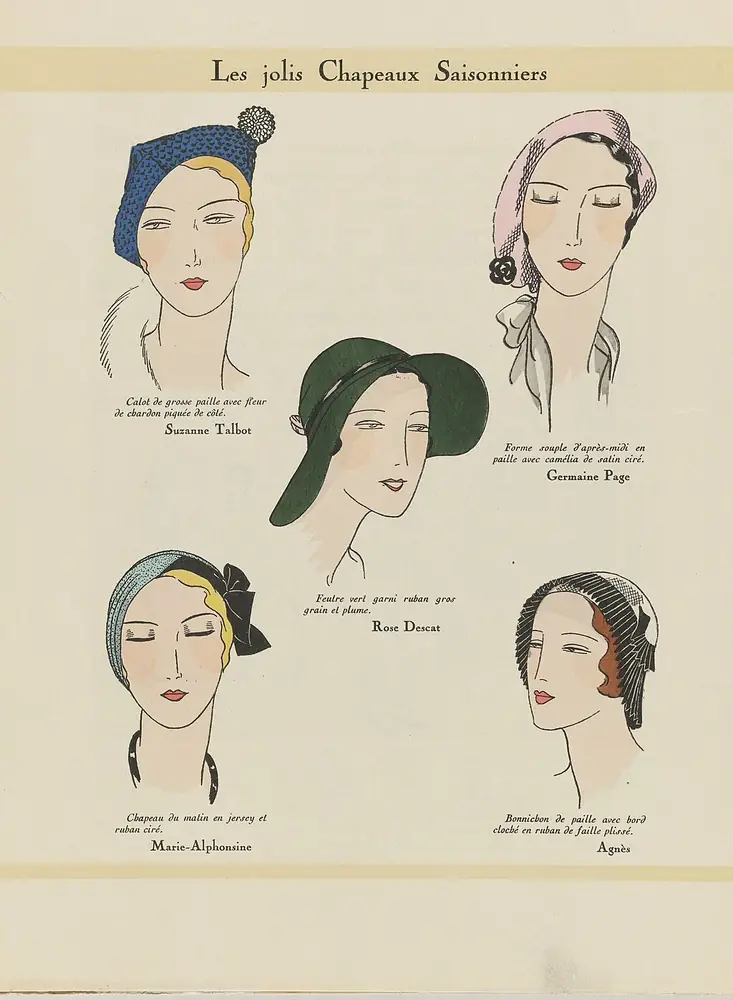 Les jolis Chapeaux Saisonniers
Calot de grosse paille avec fleur
de chardon piquée de côté.
Suzanne Talbot
Forme souple d'après-midi en
paille avec camélia de satin ciré.
Germaine Page
Feutre vert garni ruban gros
grain et plume.
Rose Descat
Chapeau du matin en jersey et
ruban ciré.
Marie-Alphonsine
Bonnichon de paille avec bord
cloché en ruban de faille plissé.
Agnès